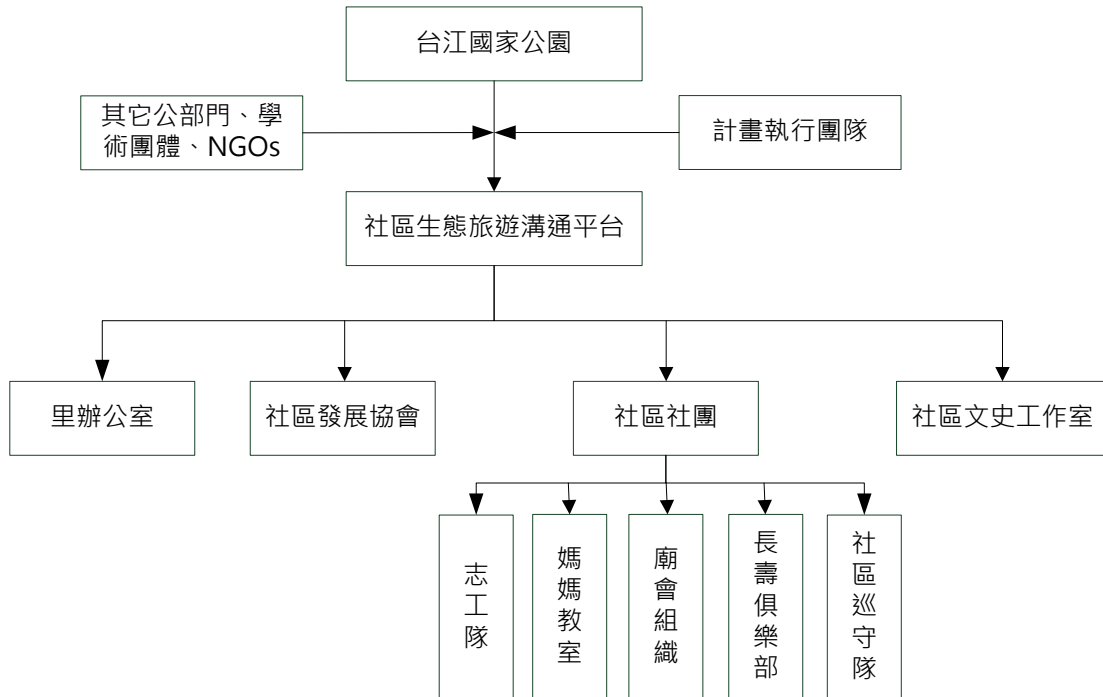 台江國家公園
其它公部門、學
術團體、NGOs
計畫執行團隊
社區生態旅遊溝通平台
里辦公室
社區發展協會
社區社團
社區文史工作室
志工隊
媽媽教室
廟會組織
長壽俱樂部
社區巡守隊